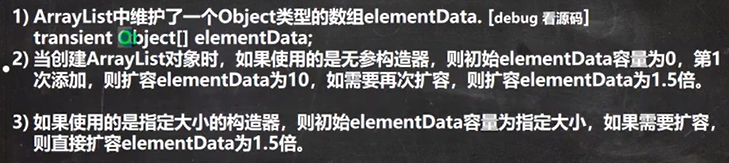 1) ArrayList中维护了一个Object类型的数组elementData. [debug 看源码]
transient Object[] elementData;
2) 当创建ArrayList对象时，如果使用的是无参构造器，则初始elementData容量为0，第1
次添加，则扩容elementData为10，如需要再次扩容，则扩容elementData为1.5倍。
3) 如果使用的是指定大小的构造器，则初始elementData容量为指定大小，如果需要扩容，
则直接扩容elementData为1.5倍。